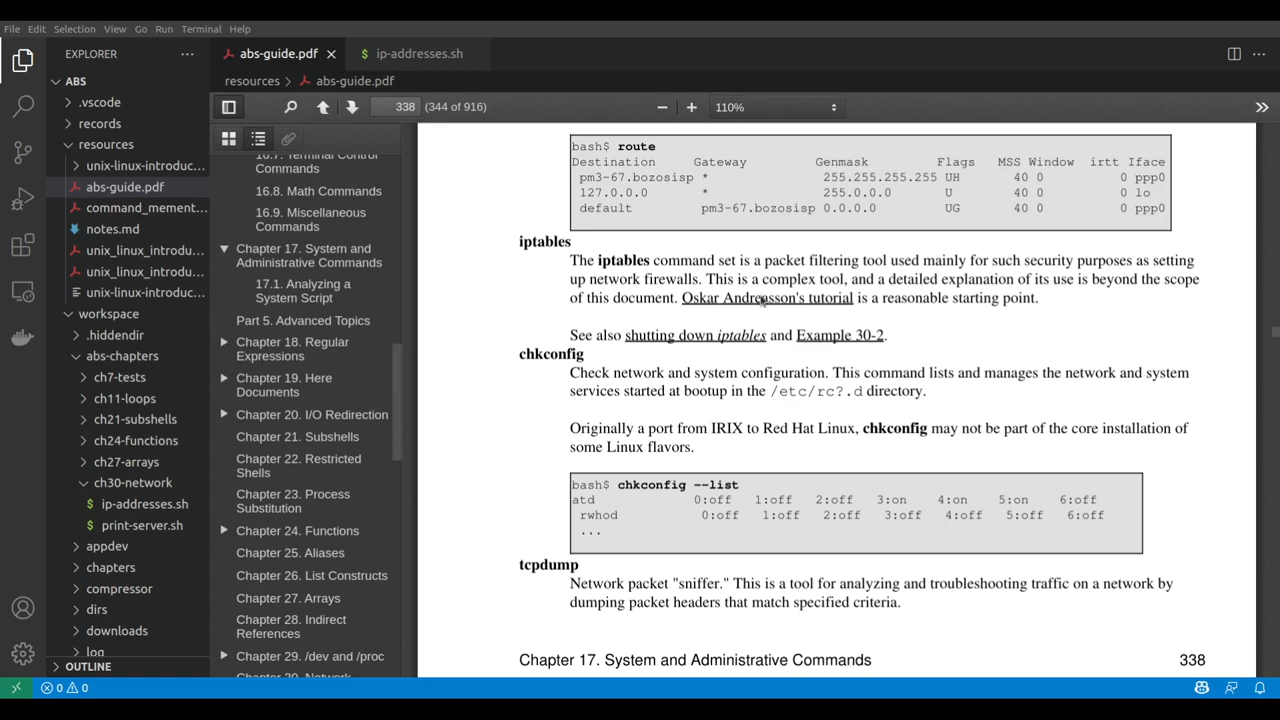 File Edit Selection View Go Run Terminal Help
EXPLORER
ABS
.vscode
records
resources
unix-linux-introduc...
abs-guide.pdf
command_mement...
notes.md
unix_linux_introdu...
unix_linux_introdu...
unix-linux-introduc...
workspace
.hiddendir
abs-chapters
ch7-tests
ch11-loops
ch21-subshells
ch24-functions
ch27-arrays
ch30-network
ip-addresses.sh
print-server.sh
appdev
chapters
compressor
dirs
downloads
log
OUTLINE
0 0
abs-guide.pdf
ip-addresses.sh
resources > abs-guide.pdf
338 (344 of 916)
110%
16.7. Terminal Control
Commands
16.8. Math Commands
16.9. Miscellaneous
Commands
Chapter 17. System and
Administrative Commands
17.1. Analyzing a
System Script
Part 5. Advanced Topics
Chapter 18. Regular
Expressions
Chapter 19. Here
Documents
Chapter 20. I/O Redirection
Chapter 21. Subshells
Chapter 22. Restricted
Shells
Chapter 23. Process
Substitution
Chapter 24. Functions
Chapter 25. Aliases
Chapter 26. List Constructs
Chapter 27. Arrays
Chapter 28. Indirect
References
Chapter 29. /dev and /proc
bash$ route
Destination Gateway Genmask Flags MSS Window irtt Iface
pm3-67.bozosisp * 255.255.255.255 UH 40 0 0 ppp0
127.0.0.0 * 255.0.0.0 U 40 0 0 lo
default pm3-67.bozosisp 0.0.0.0 UG 40 0 0 ppp0
iptables
The iptables command set is a packet filtering tool used mainly for such security purposes as setting
up network firewalls. This is a complex tool, and a detailed explanation of its use is beyond the scope
of this document. Oskar Andreasson's tutorial is a reasonable starting point.
See also shutting down iptables and Example 30-2.
chkconfig
Check network and system configuration. This command lists and manages the network and system
services started at bootup in the /etc/rc?.d directory.
Originally a port from IRIX to Red Hat Linux, chkconfig may not be part of the core installation of
some Linux flavors.
bash$ chkconfig --list
atd 0:off 1:off 2:off 3:on 4:on 5:on 6:off
rwhod 0:off 1:off 2:off 3:off 4:off 5:off 6:off
...
tcpdump
Network packet "sniffer." This is a tool for analyzing and troubleshooting traffic on a network by
dumping packet headers that match specified criteria.
Chapter 17. System and Administrative Commands 338